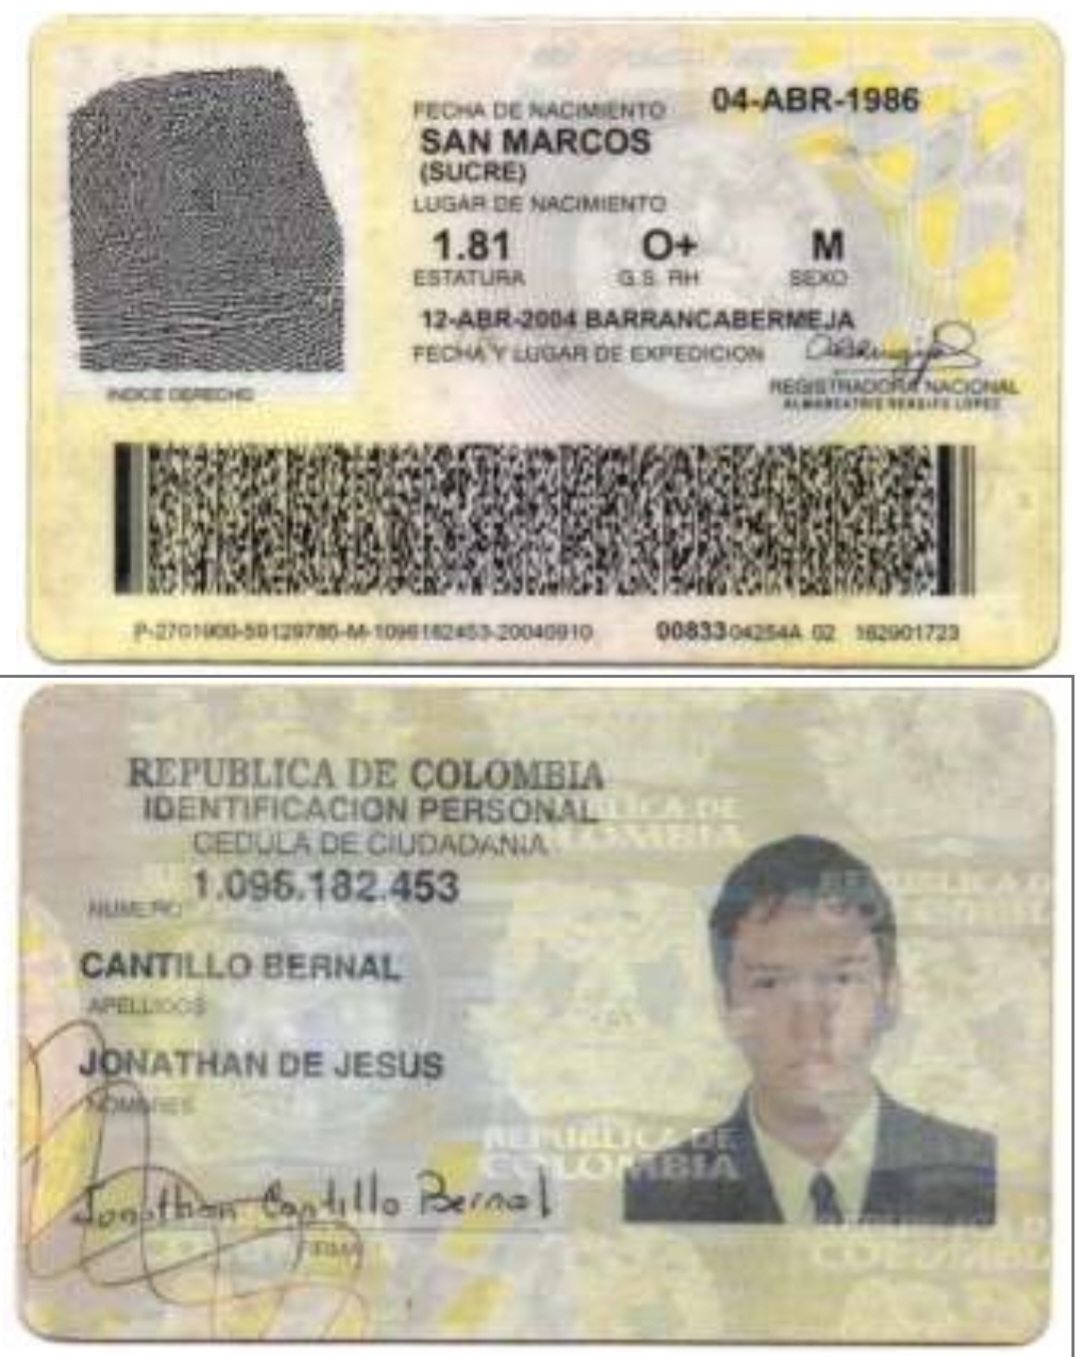 FECHA DE NACIMIENTO 04-ABR-1986
SAN MARCOS
(SUCRE)
LUGAR DE NACIMIENTO
1.81 O+ M
ESTATURA G.S. RH SEXO
12-ABR-2004 BARRANCABERMEJA
FECHA Y LUGAR DE EXPEDICION
REGISTRADORA NACIONAL
ALMABEATRIZ RENGIFO LOPEZ
INDICE DERECHO
P-2701900-59129786-M-1096182453-20040910 0083304254A 02 162901723
REPUBLICA DE COLOMBIA
IDENTIFICACION PERSONAL
CEDULA DE CIUDADANIA
NUMERO 1.096.182.453
CANTILLO BERNAL
APELLIDOS
JONATHAN DE JESUS
NOMBRES
REPUBLICA DE
COLOMBIA
Jonathan Cantillo Bernal
FIRMA